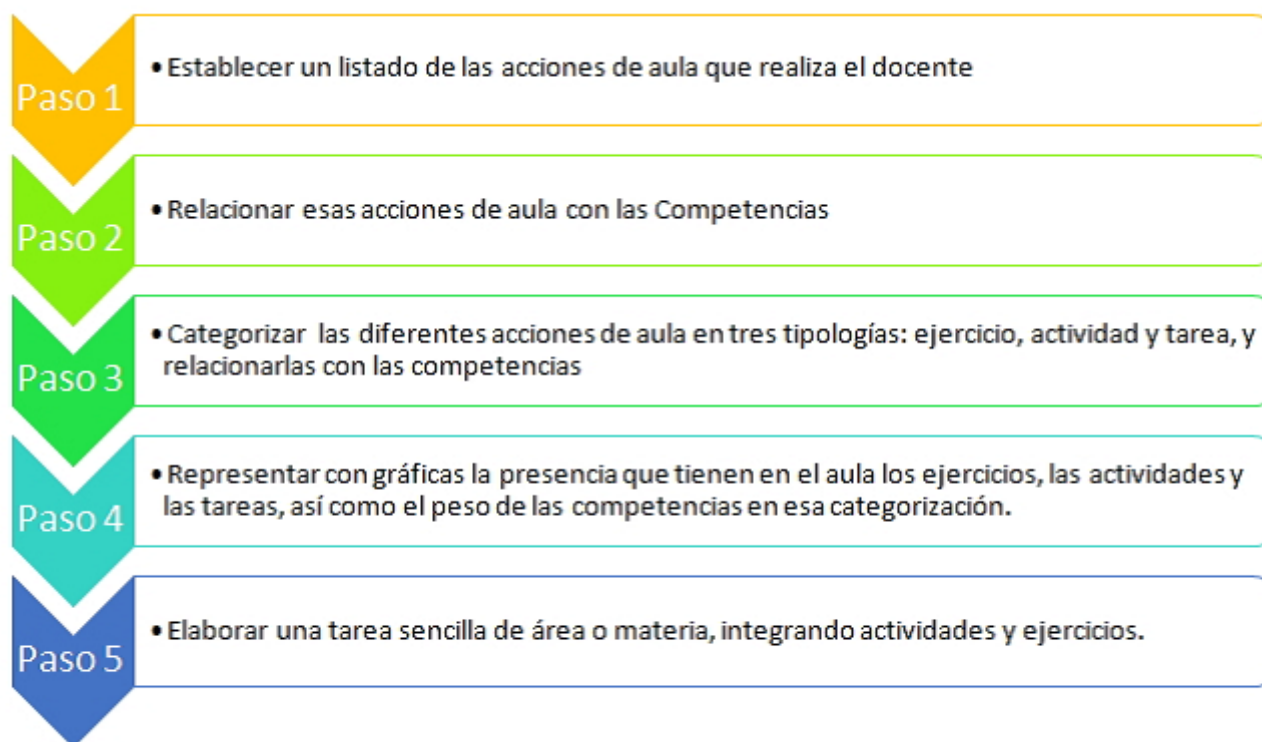 Paso 1
• Establecer un listado de las acciones de aula que realiza el docente
Paso 2
• Relacionar esas acciones de aula con las Competencias
Paso 3
• Categorizar las diferentes acciones de aula en tres tipologías: ejercicio, actividad y tarea, y
relacionarlas con las competencias
Paso 4
• Representar con gráficas la presencia que tienen en el aula los ejercicios, las actividades y
las tareas, así como el peso de las competencias en esa categorización.
Paso 5
• Elaborar una tarea sencilla de área o materia, integrando actividades y ejercicios.